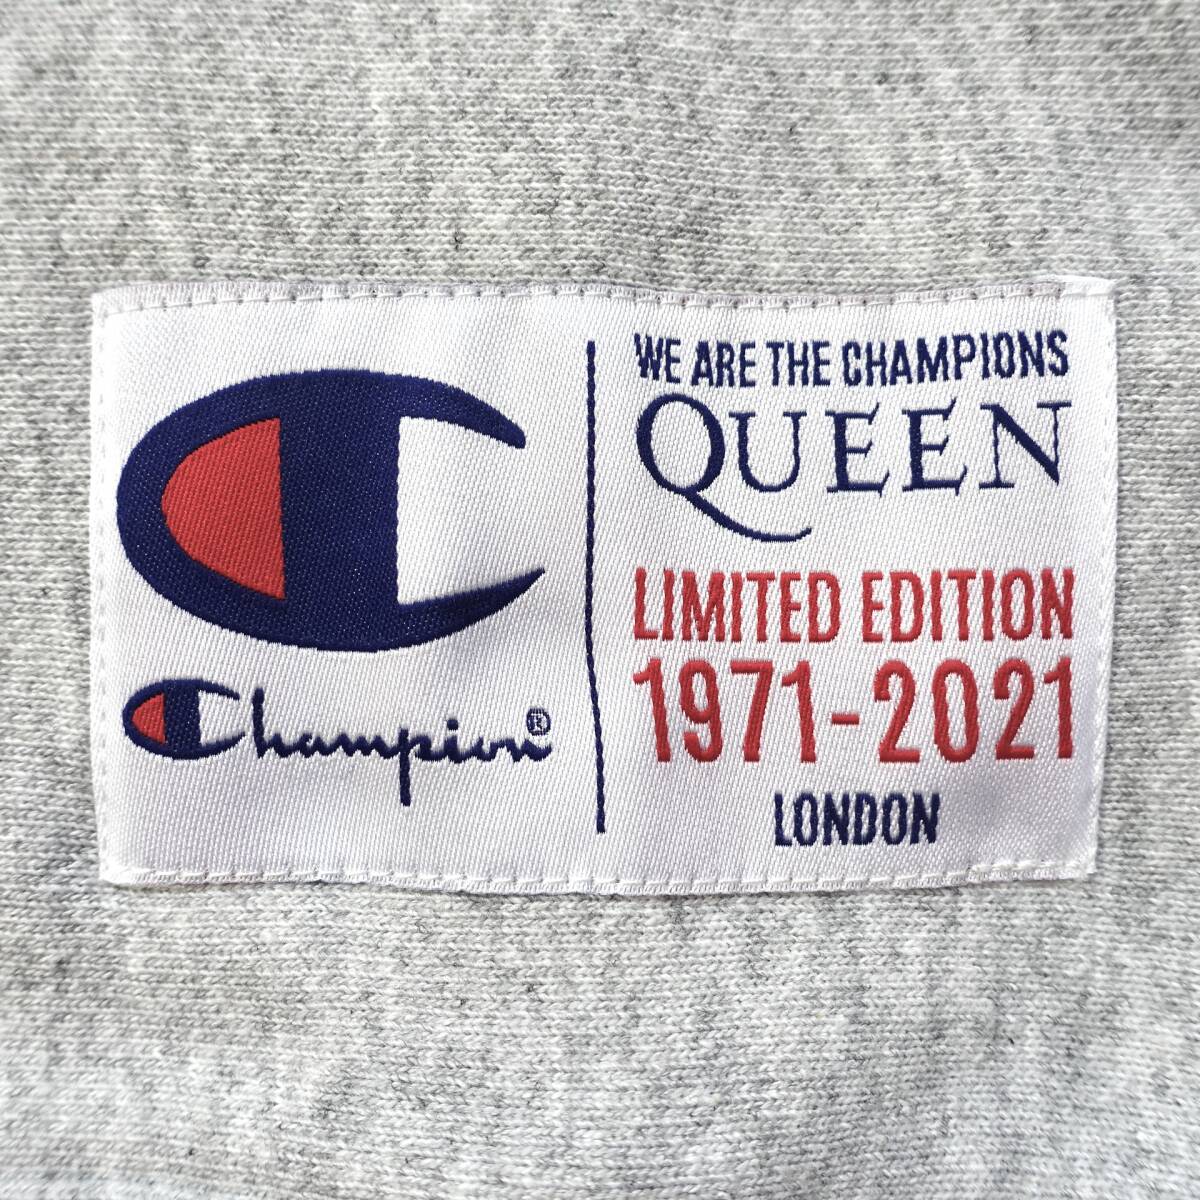 Champion®
WE ARE THE CHAMPIONS
QUEEN
LIMITED EDITION
1971-2021
LONDON